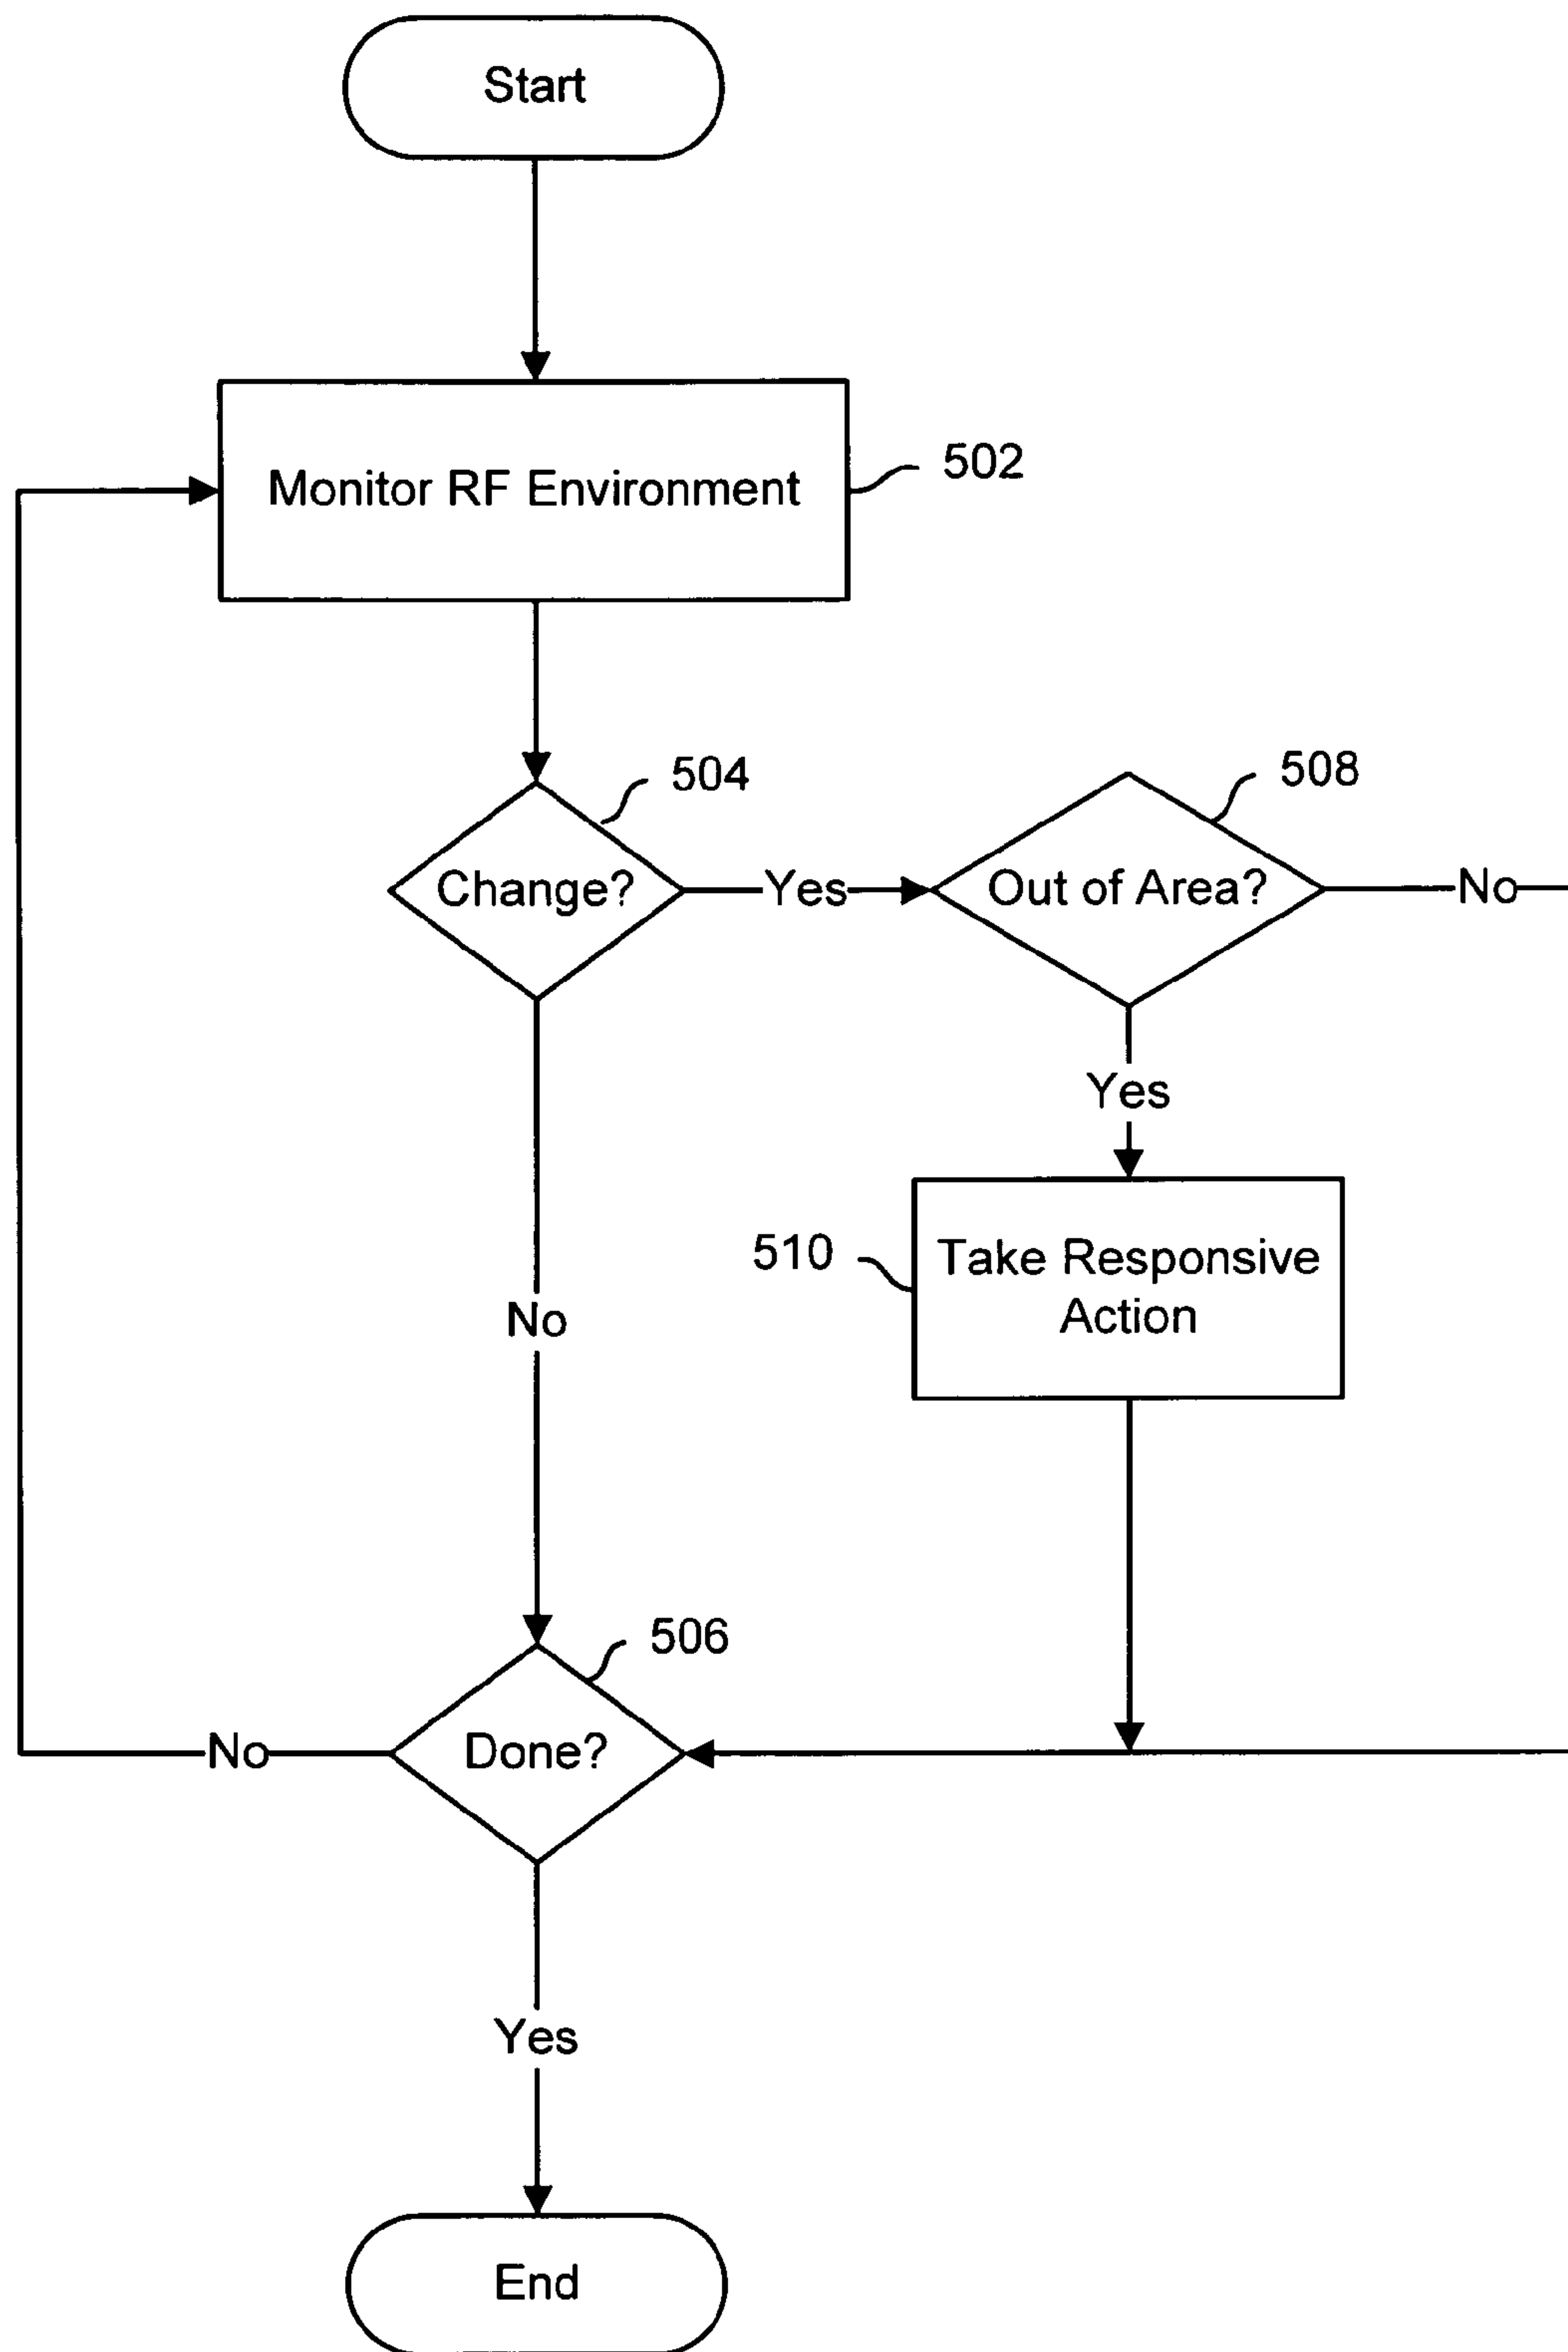 Start
Monitor RF Environment
502
504
508
Change?
Yes
Out of Area?
No
Yes
510
Take Responsive
Action
No
506
No
Done?
Yes
End